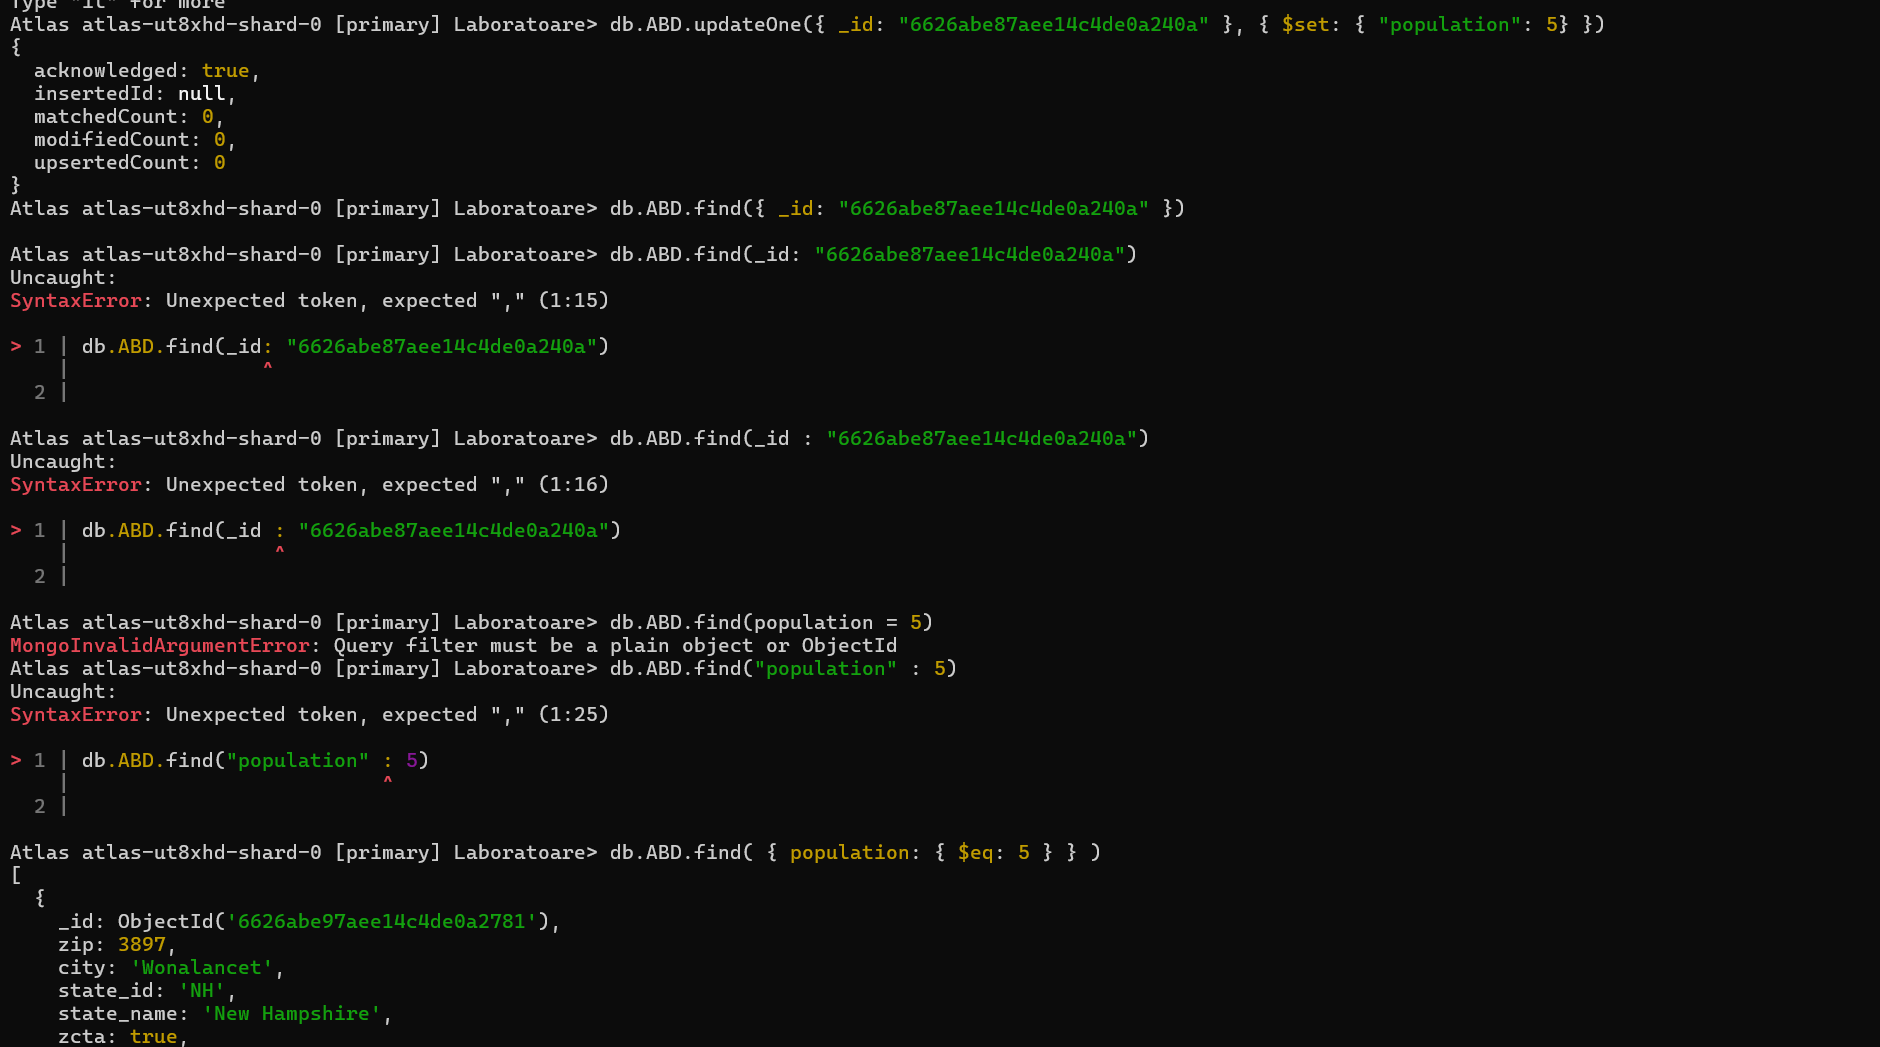 Type "it" for more
Atlas atlas-ut8xhd-shard-0 [primary] Laboratoare> db.ABD.updateOne({ _id: "6626abe87aee14c4de0a240a" }, { $set: { "population": 5} })
{
  acknowledged: true,
  insertedId: null,
  matchedCount: 0,
  modifiedCount: 0,
  upsertedCount: 0
}
Atlas atlas-ut8xhd-shard-0 [primary] Laboratoare> db.ABD.find({ _id: "6626abe87aee14c4de0a240a" })

Atlas atlas-ut8xhd-shard-0 [primary] Laboratoare> db.ABD.find(_id: "6626abe87aee14c4de0a240a")
Uncaught:
SyntaxError: Unexpected token, expected "," (1:15)

> 1 | db.ABD.find(_id: "6626abe87aee14c4de0a240a")
    |                ^
  2 |

Atlas atlas-ut8xhd-shard-0 [primary] Laboratoare> db.ABD.find(_id : "6626abe87aee14c4de0a240a")
Uncaught:
SyntaxError: Unexpected token, expected "," (1:16)

> 1 | db.ABD.find(_id : "6626abe87aee14c4de0a240a")
    |                 ^
  2 |

Atlas atlas-ut8xhd-shard-0 [primary] Laboratoare> db.ABD.find(population = 5)
MongoInvalidArgumentError: Query filter must be a plain object or ObjectId
Atlas atlas-ut8xhd-shard-0 [primary] Laboratoare> db.ABD.find("population" : 5)
Uncaught:
SyntaxError: Unexpected token, expected "," (1:25)

> 1 | db.ABD.find("population" : 5)
    |                          ^
  2 |

Atlas atlas-ut8xhd-shard-0 [primary] Laboratoare> db.ABD.find( { population: { $eq: 5 } } )
[
  {
    _id: ObjectId('6626abe97aee14c4de0a2781'),
    zip: 3897,
    city: 'Wonalancet',
    state_id: 'NH',
    state_name: 'New Hampshire',
    zcta: true,